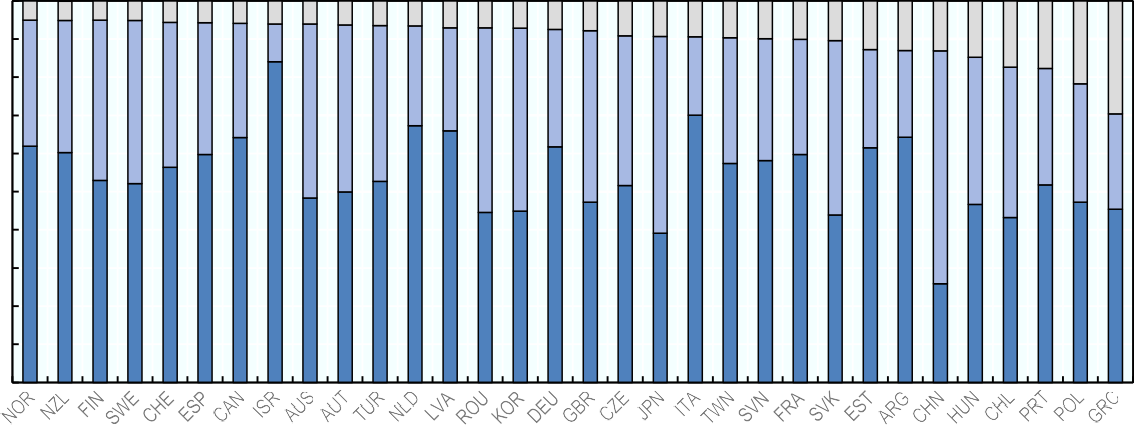 NOR NZL FIN SWE CHE ESP CAN ISR AUS AUT TUR NLD LVA ROU KOR DEU GBR CZE JPN ITA TWN SVN FRA SVK EST ARG CHN HUN CHL PRT POL GRC